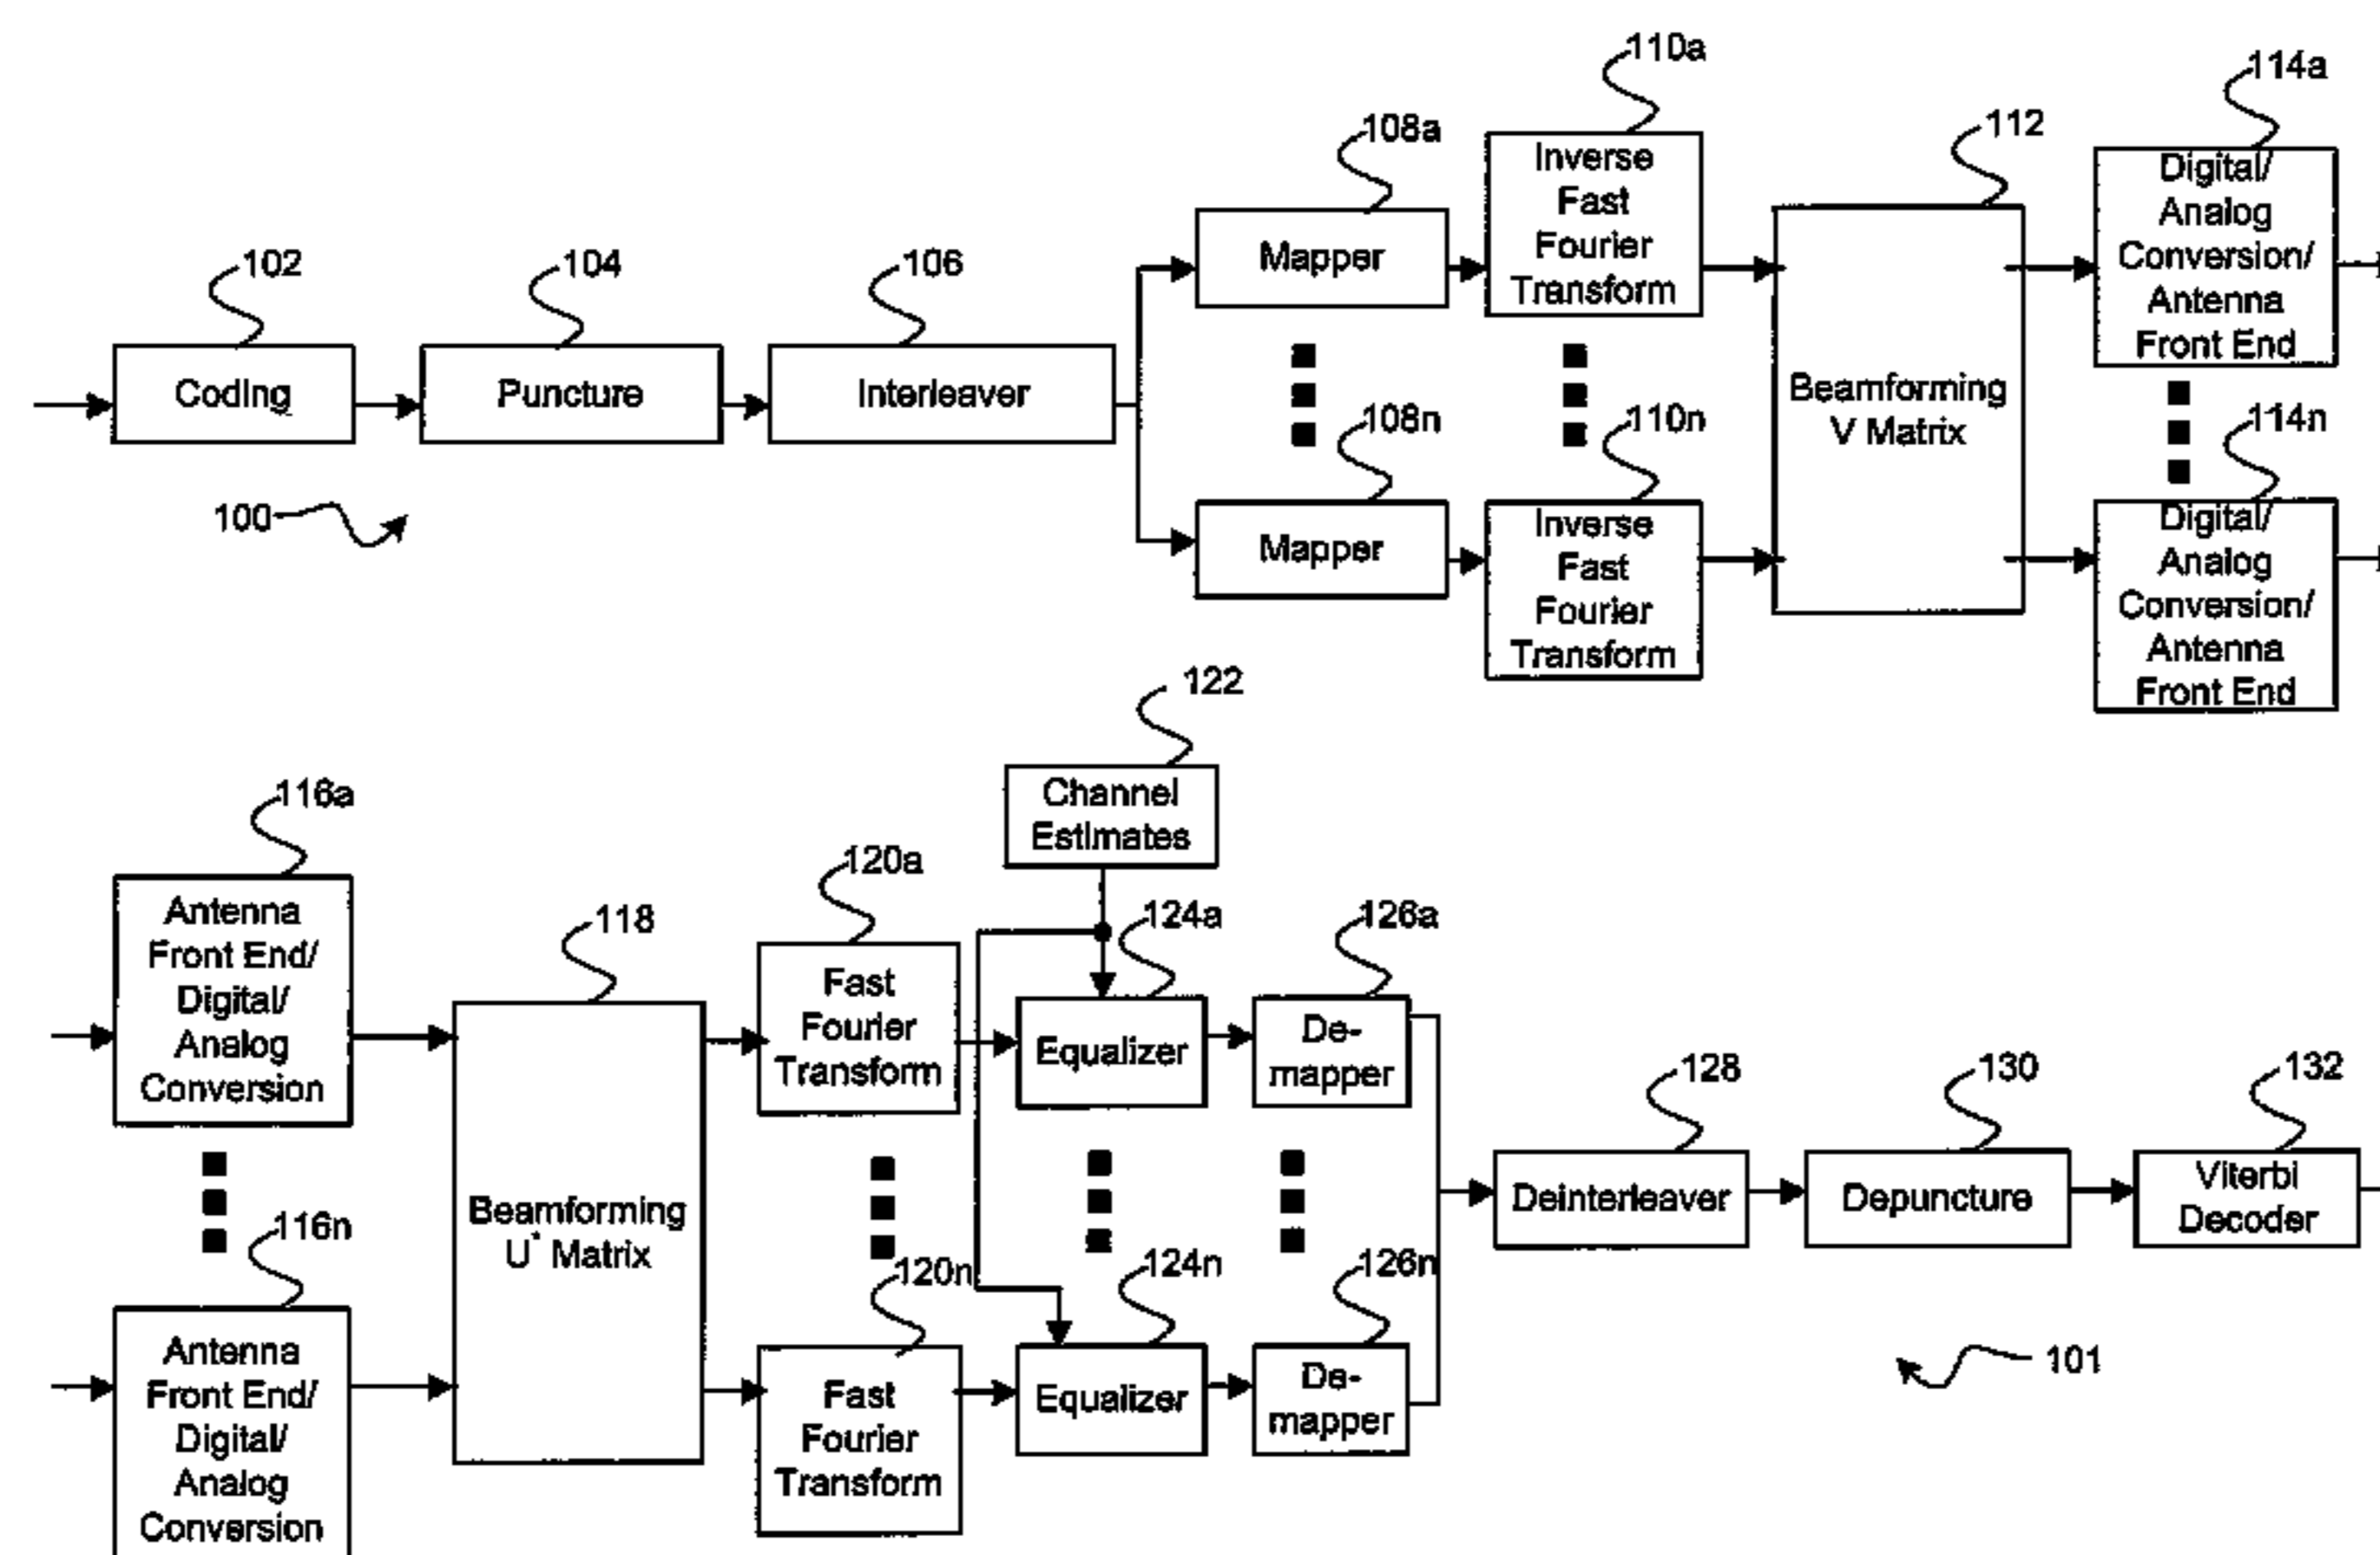 110a
114a
108a
112
Inverse
Fast
Fourier
Transform
Digital/
Analog
Conversion/
Antenna
Front End
102
104
106
Mapper
Coding
Puncture
Interleaver
Beamforming
V Matrix
108n
110n
114n
100
Mapper
Inverse
Fast
Fourier
Transform
Digital/
Analog
Conversion/
Antenna
Front End
122
Channel
Estimates
116a
120a
118
124a
126a
Antenna
Front End/
Digital/
Analog
Conversion
Fast
Fourier
Transform
Equalizer
De-
mapper
128
130
132
Beamforming
U* Matrix
Deinterleaver
Depuncture
Viterbi
Decoder
116n
120n
124n
126n
Antenna
Front End/
Digital/
Analog
Conversion
Fast
Fourier
Transform
Equalizer
De-
mapper
101